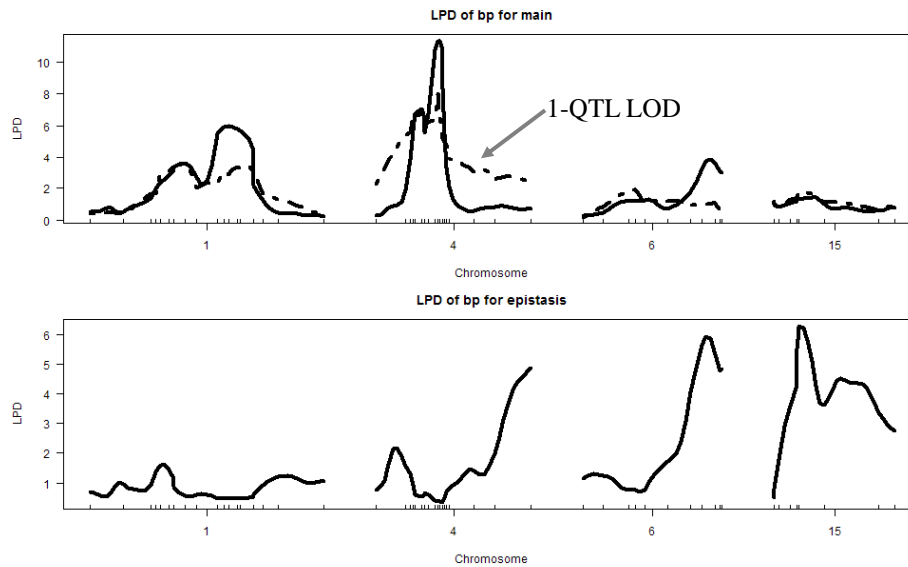 LPD of bp for main
10
8
6
4
2
0
LPD
1-QTL LOD
1 4 6 15
Chromosome
LPD of bp for epistasis
6
5
4
3
2
1
LPD
1 4 6 15
Chromosome